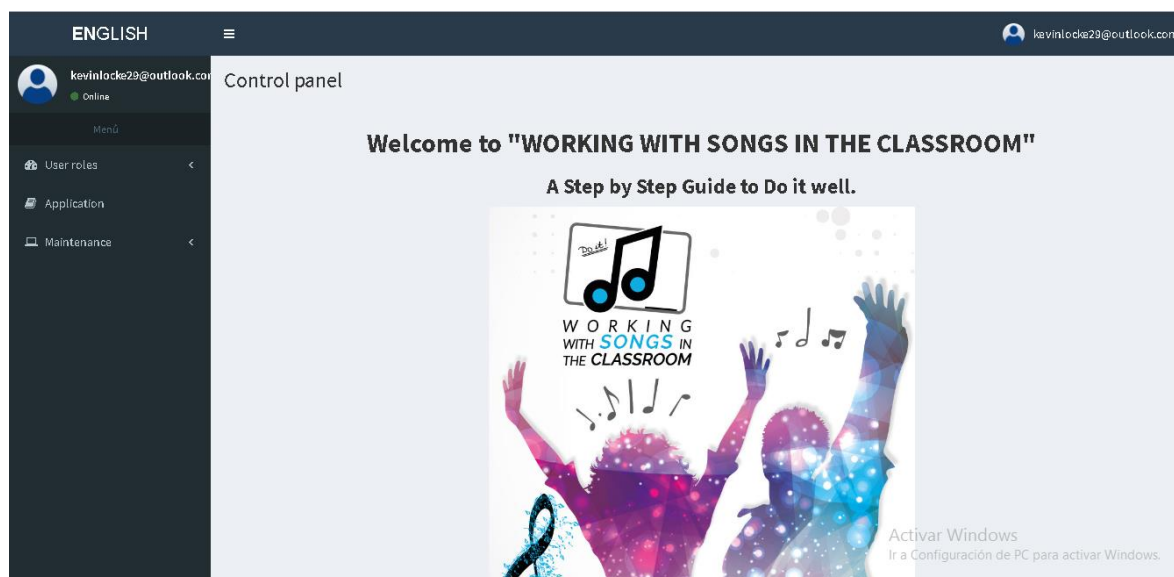 ENGLISH
kevinlocke29@outlook.com
kevinlocke29@outlook.com
Online
Control panel
Menú
User roles
Application
Maintenance
Welcome to "WORKING WITH SONGS IN THE CLASSROOM"
A Step by Step Guide to Do it well.
Do it!
WORKING
WITH SONGS IN
THE CLASSROOM
Activar Windows
Ir a Configuración de PC para activar Windows.